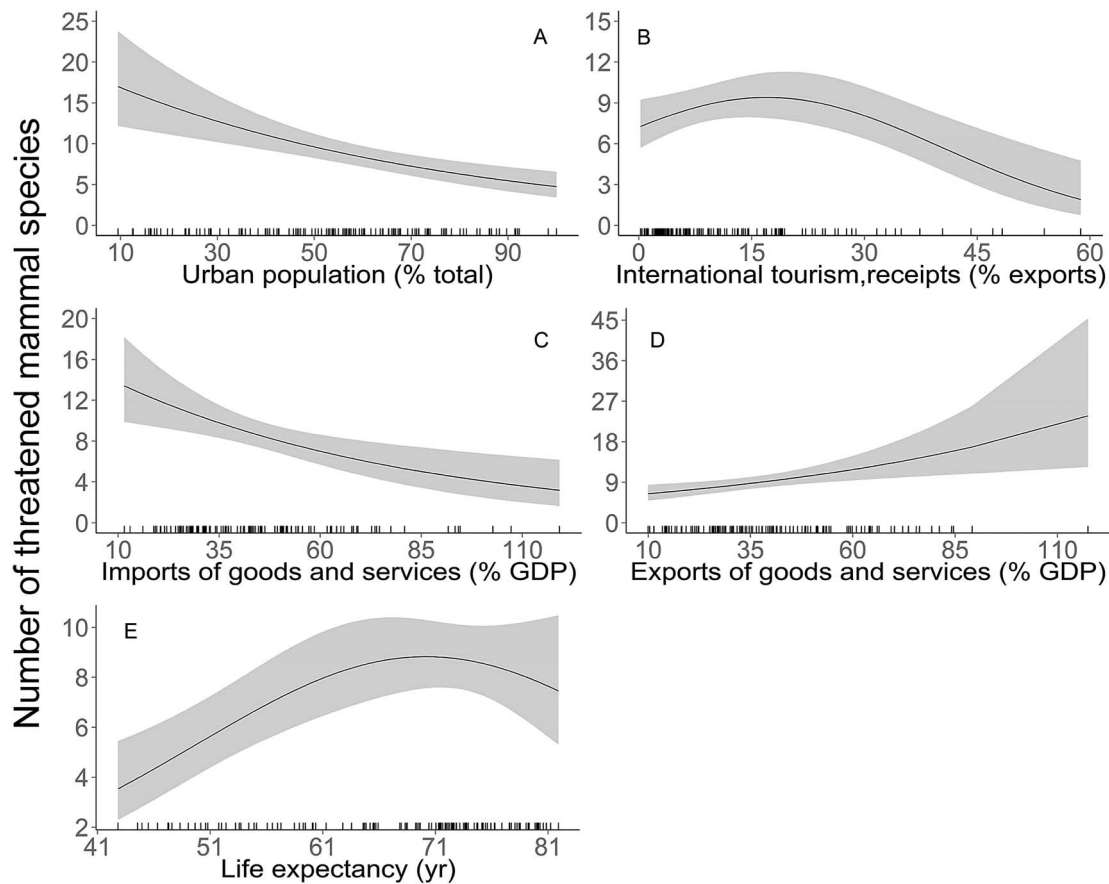 Number of threatened mammal species
25
20
15
10
5
0
A
10 30 50 70 90
Urban population (% total)
15
12
9
6
3
0
B
0 15 30 45 60
International tourism,receipts (% exports)
20
16
12
8
4
0
C
10 35 60 85 110
Imports of goods and services (% GDP)
45
36
27
18
9
0
D
10 35 60 85 110
Exports of goods and services (% GDP)
10
8
6
4
2
E
41 51 61 71 81
Life expectancy (yr)